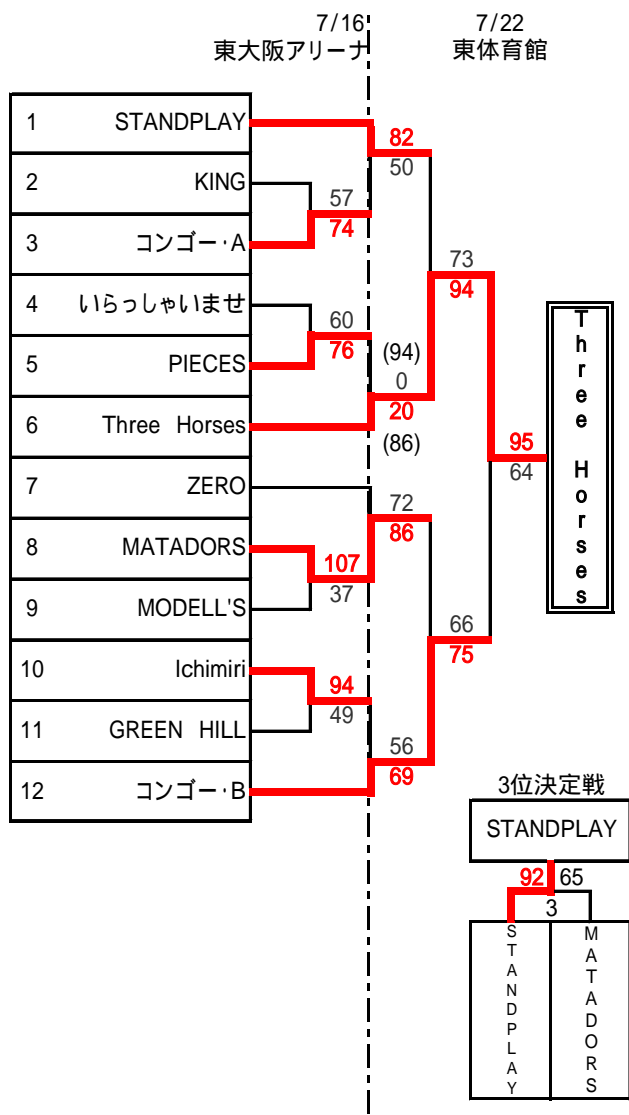 7/16
東大阪アリーナ
7/22
東体育館
1 STANDPLAY
2 KING
3 コンゴー・A
4 いらっしゃいませ
5 PIECES
6 Three Horses
7 ZERO
8 MATADORS
9 MODELL'S
10 Ichimiri
11 GREEN HILL
12 コンゴー・B
57
74
60
76
107
37
94
49
82
50
(94)
0
20
(86)
72
86
56
69
73
94
66
75
95
64
Three Horses
3位決定戦
STANDPLAY
92 65
3
STANDPLAY
MATADORS